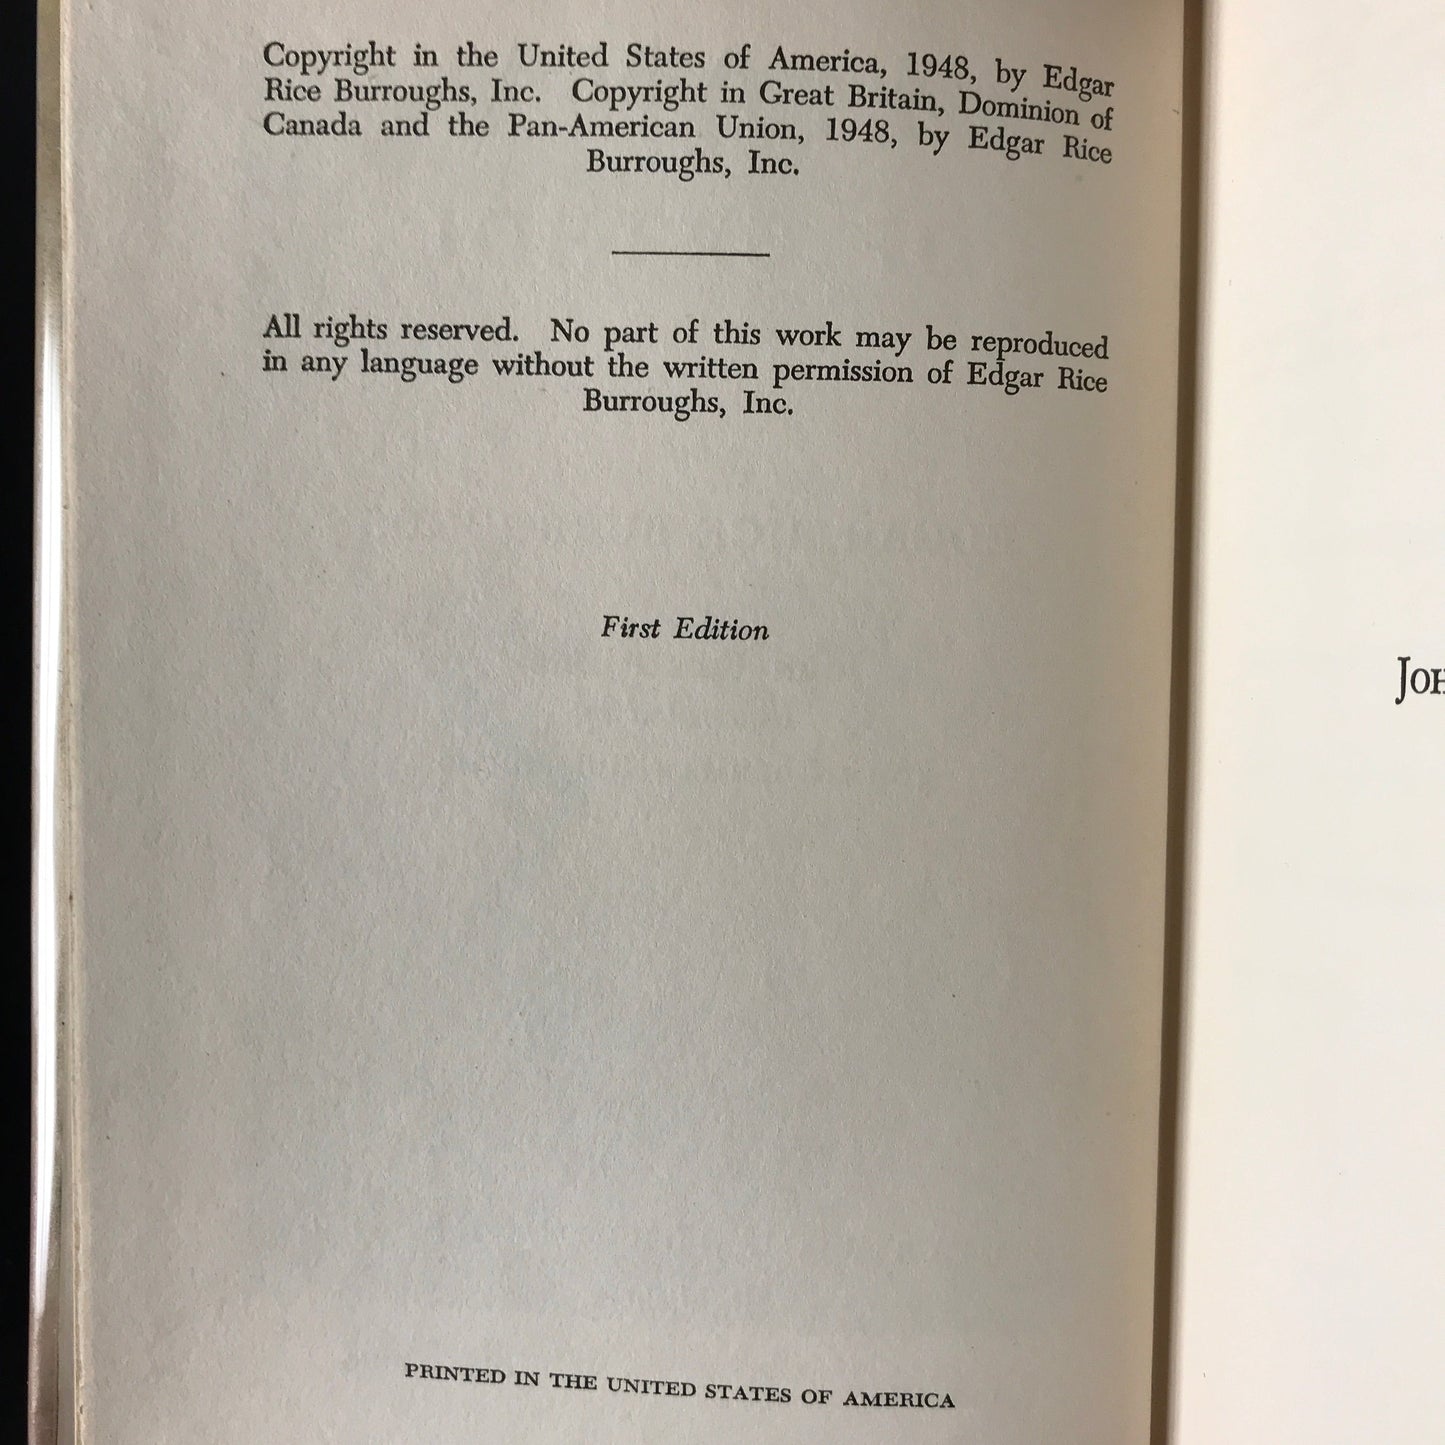 Copyright in the United States of America, 1948, by Edgar
Rice Burroughs, Inc. Copyright in Great Britain, Dominion of
Canada and the Pan-American Union, 1948, by Edgar Rice
Burroughs, Inc.
All rights reserved. No part of this work may be reproduced
in any language without the written permission of Edgar Rice
Burroughs, Inc.
First Edition
PRINTED IN THE UNITED STATES OF AMERICA